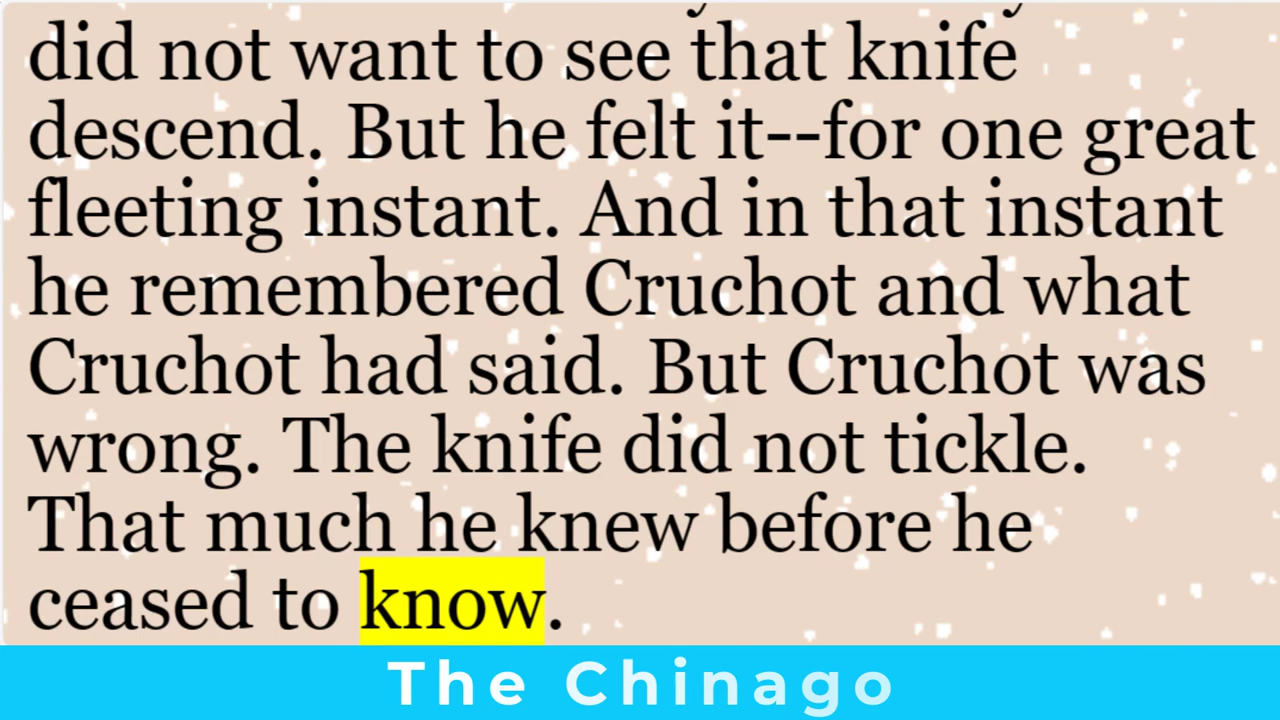 did not want to see that knife
descend. But he felt it--for one great
fleeting instant. And in that instant
he remembered Cruchot and what
Cruchot had said. But Cruchot was
wrong. The knife did not tickle.
That much he knew before he
ceased to know.
The Chinago